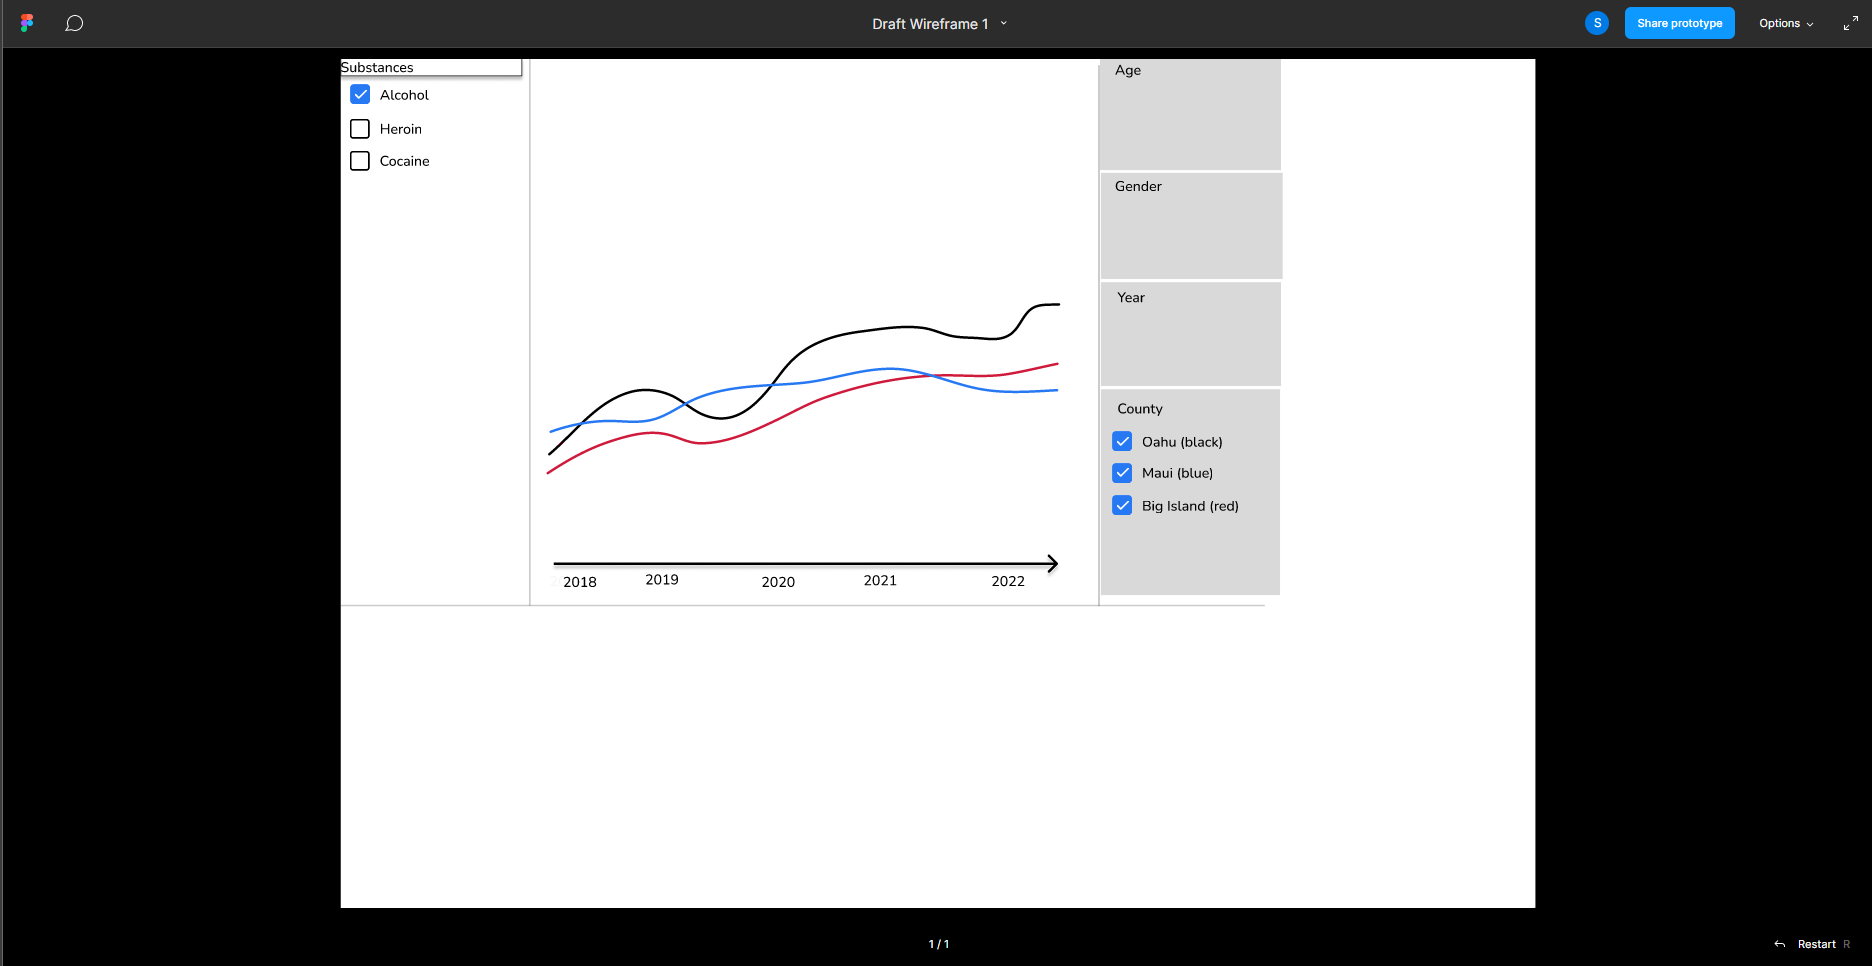 Draft Wireframe 1
S
Share prototype
Options
Substances
Alcohol
Heroin
Cocaine
Age
Gender
Year
County
Oahu (black)
Maui (blue)
Big Island (red)
2018
2019
2020
2021
2022
1 / 1
Restart R